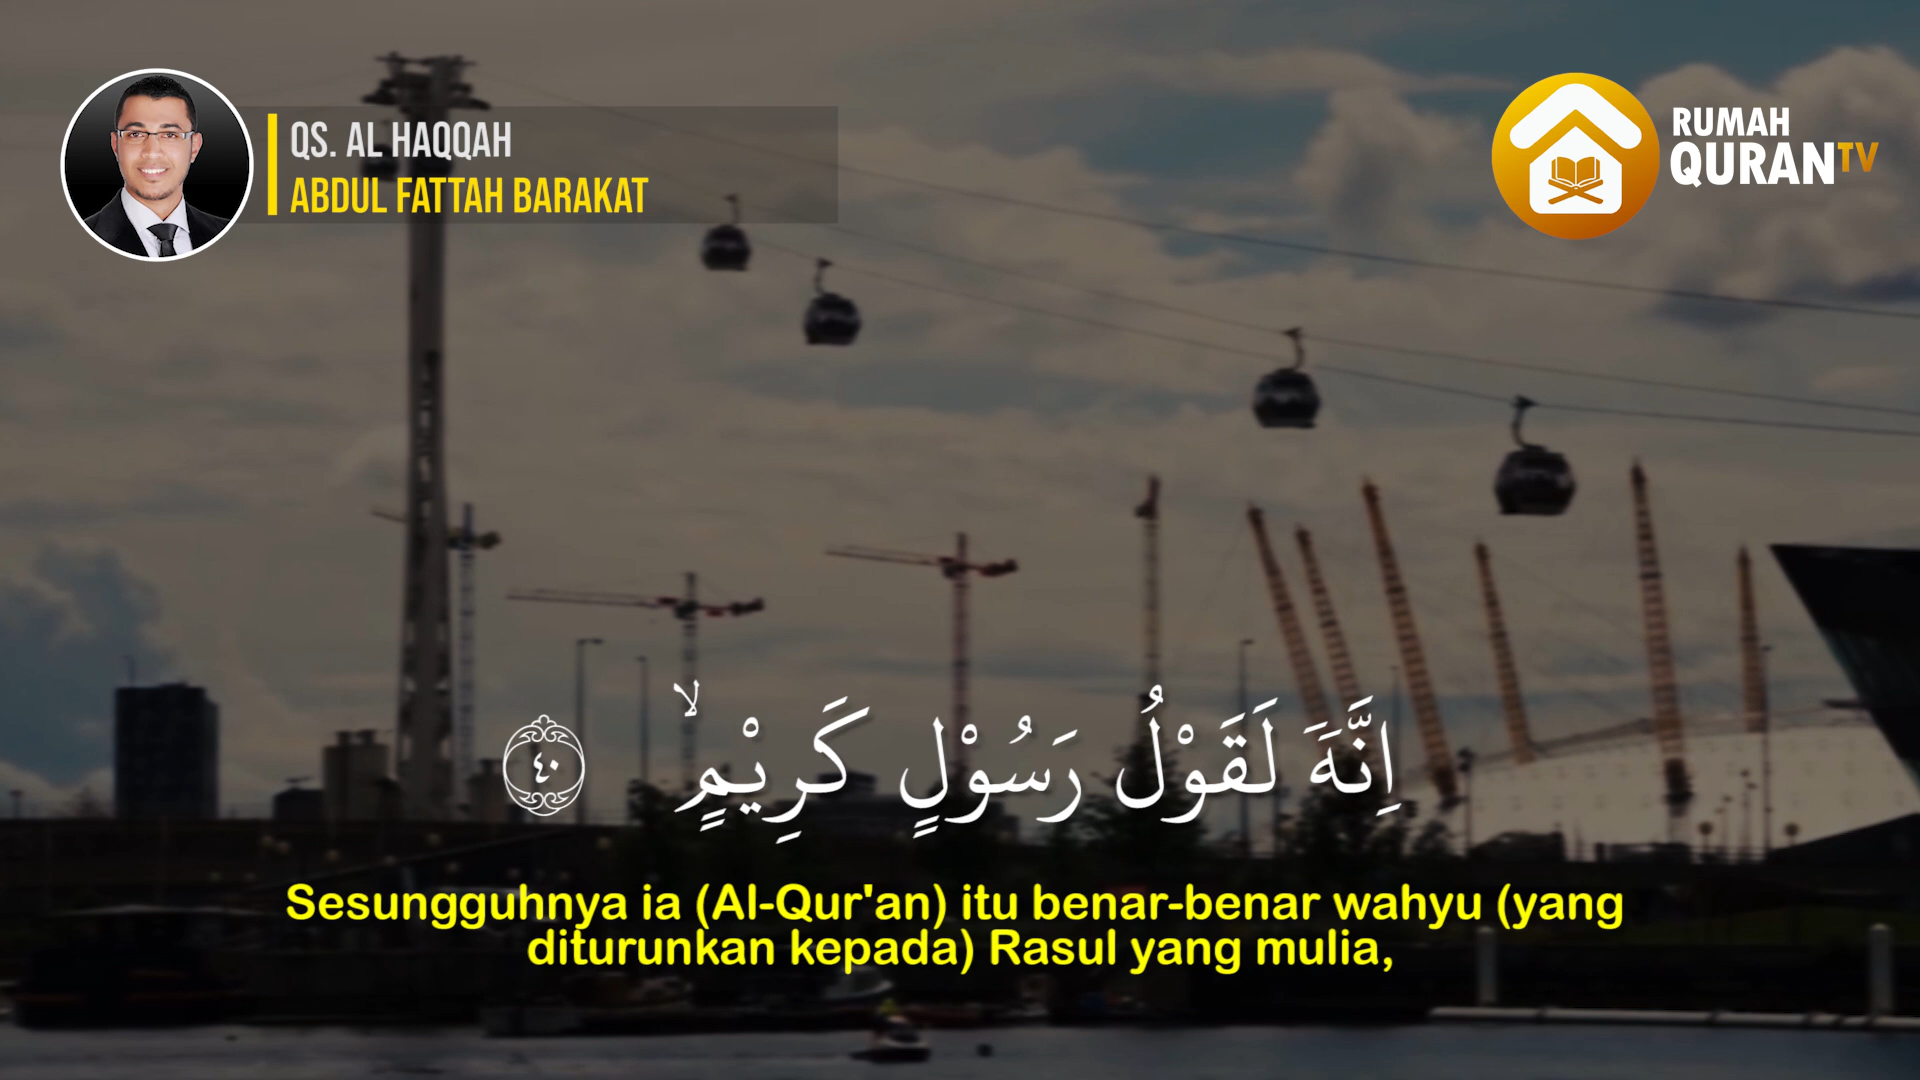 QS. AL HAQQAH
ABDUL FATTAH BARAKAT
RUMAH
QURANTV
اِنَّهٗ لَقَوْلُ رَسُوْلٍ كَرِيْمٍۙ ٤٠
Sesungguhnya ia (Al-Qur'an) itu benar-benar wahyu (yang
diturunkan kepada) Rasul yang mulia,